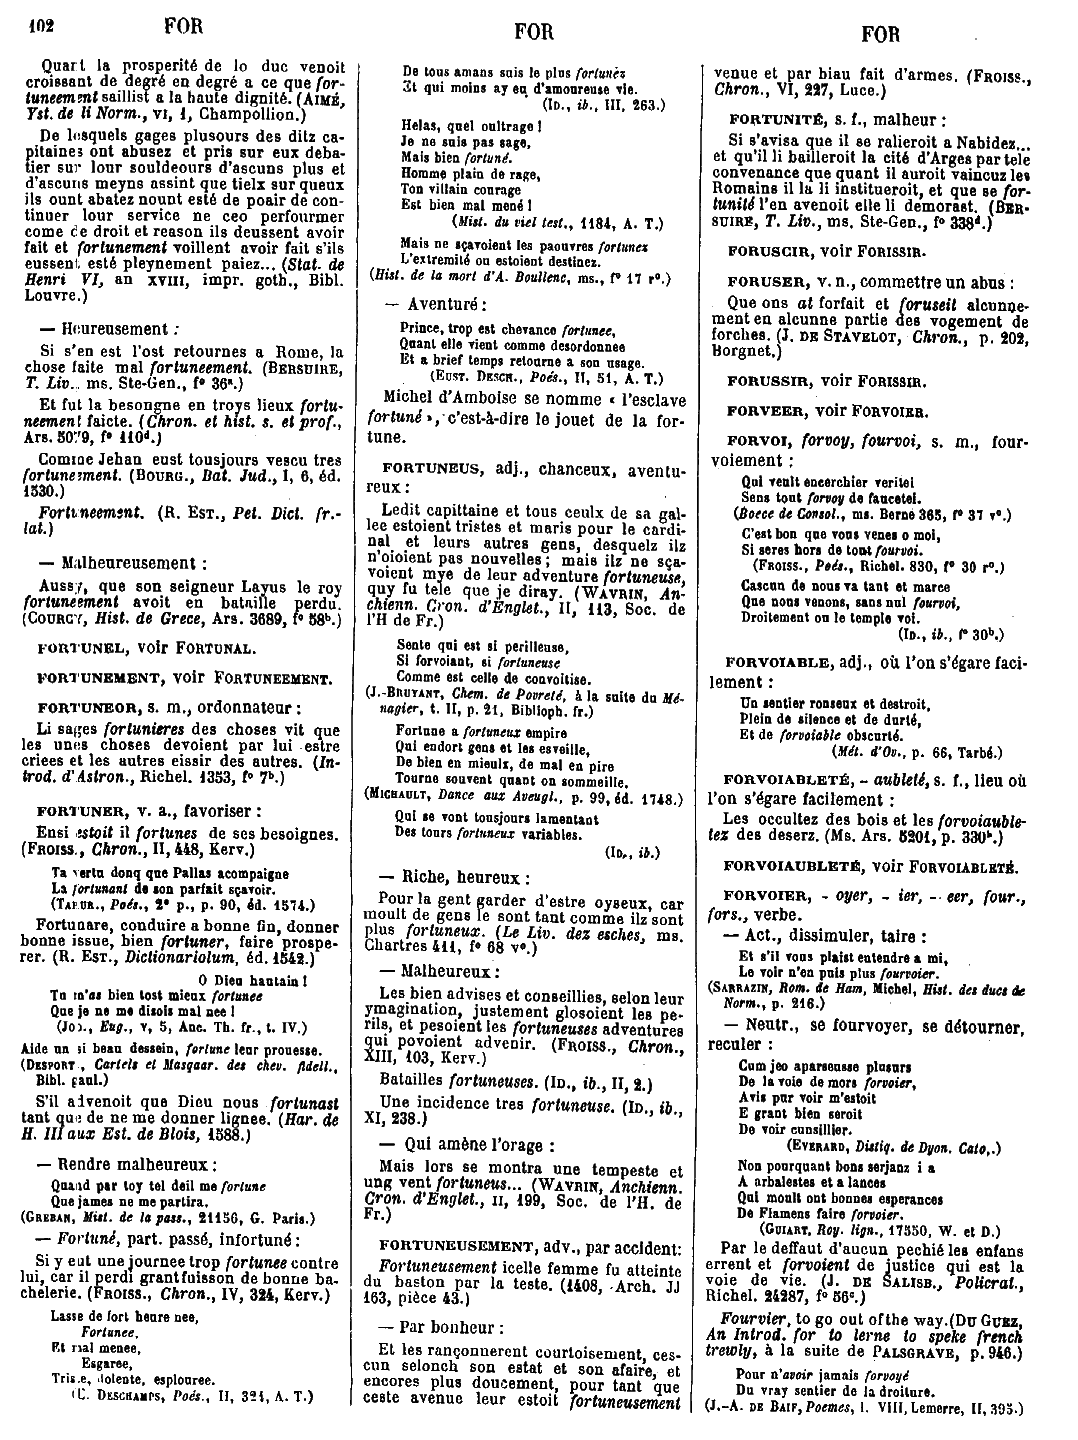 102 FOR
FOR
FOR
Quant la prosperité de lo duc venoit
croissant de degré en degré a ce que for-
tuneement saillist a la haute dignité. (AIMÉ,
Yst. de li Norm., VI, 1, Champollion.)
De lesquels gages plusours des ditz ca-
pitaines ont abusez et pris sur eux deba-
tier sur lour souldeours d'ascuns plus et
d'ascuns meyns assint que tielx sur queux
ils ount abatez nount esté de poair de con-
tinuer lour service ne ceo perfourmer
come de droit et reason ils deussent avoir
fait et fortunement voillent avoir fait s'ils
eussent esté pleynement paiez... (Stat. de
Henri VI, an XVIII, impr. goth., Bibl.
Louvre.)
— Heureusement :
Si s'en est l'ost retournes a Rome, la
chose faite mal fortuneement. (BERSUIRE,
T. Liv., ms. Ste-Gen., f° 36ª.)
Et fut la besongne en troys lieux fortu-
neement faicte. (Chron. et hist. s. et prof.,
Ars. 5079, f° 110d.)
Comme Jehan eust tousjours vescu tres
fortuneement. (BOURG., Bat. Jud., I, 6, éd.
1530.)
Fortuneement. (R. EST., Pet. Dict. fr.-
lat.)
— Malheureusement :
Aussy, que son seigneur Layus le roy
fortuneement avoit en bataille perdu.
(COURCY, Hist. de Grece, Ars. 3689, f° 58b.)
FORTUNEL, voir FORTUNAL.
FORTUNEMENT, voir FORTUNEEMENT.
FORTUNEOR, s. m., ordonnateur :
Li sages fortunieres des choses vit que
les unes choses devoient par lui estre
criees et les autres eissir des autres. (In-
trod. d'Astron., Richel. 1353, f° 7b.)
FORTUNER, v. a., favoriser :
Ensi estoit il fortunes de ses besoignes.
(FROISS., Chron., II, 448, Kerv.)
Ta vertu donq que Pallas acompaigne
La fortunant de son parfait sçavoir.
(TAHUR., Poés., 2e p., p. 90, éd. 1574.)
Fortunare, conduire a bonne fin, donner
bonne issue, bien fortuner, faire prospe-
rer. (R. EST., Dictionariolum, éd. 1542.)
O Dieu hautain !
Tu m'as bien tost mieux fortunee
Que je ne me disois mal nee !
(JOD., Eug., V, 5, Anc. Th. fr., t. IV.)
Aide un si beau dessein, fortune leur prouesse.
(DESPORT., Cartels et Masquar. des chev. fidell.,
Bibl. gaul.)
S'il advenoit que Dieu nous fortunast
tant que de ne me donner lignee. (Har. de
H. III aux Est. de Blois, 1588.)
— Rendre malheureux :
Quand par toy tel deil me fortune
Que james ne me partira.
(GREBAN, Mist. de la pass., 21156, G. Paris.)
— Fortuné, part. passé, infortuné :
Si y eut une journee trop fortunee contre
lui, car il perdi grant fuisson de bonne ba-
chelerie. (FROISS., Chron., IV, 324, Kerv.)
Lasse de fort heure nee,
Fortunee,
Et mal menee,
Esgaree,
Triste, dolente, esplouree.
(E. DESCHAMPS, Poés., II, 324, A. T.)
De tous amans suis le plus fortunéz
Et qui moins ay eu d'amoureuse vie.
(ID., ib., III, 263.)
Helas, quel oultrage !
Je ne suis pas sage,
Mais bien fortuné.
Homme plain de rage,
Ton villain courage
Est bien mal mené !
(Mist. du viel test., 1184, A. T.)
Mais ne sçavoient les paouvres fortunez
L'extremité ou estoient destinez.
(Hist. de la mort d'A. Boullenc, ms., f° 17 r°.)
— Aventuré :
Prince, trop est chevance fortunee,
Quant elle vient comme desordonnee
Et a brief temps retourne a son usage.
(EUST. DESCH., Poés., II, 51, A. T.)
Michel d'Amboise se nomme « l'esclave
fortuné », c'est-à-dire le jouet de la for-
tune.
FORTUNEUS, adj., chanceux, aventu-
reux :
Ledit capittaine et tous ceulx de sa gal-
lee estoient tristes et maris pour le cardi-
nal et leurs autres gens, desquelz ilz
n'oioient pas nouvelles ; mais ilz ne sça-
voient mye de leur adventure fortuneuse,
quy fu tele que je diray. (WAVRIN, An-
chienn. Cron. d'Englet., II, 113, Soc. de
l'H de Fr.)
Sente qui est si perilleuse,
Si forvoiant, si fortuneuse
Comme est celle de convoitise.
(J.-BRUYANT, Chem. de Povreté, à la suite du Mé-
nagier, t. II, p. 21, Biblioph. fr.)
Fortune a fortuneux empire
Qui endort gens et les esveille,
De bien en mieulx, de mal en pire
Tourne souvent quant on sommeille.
(MICHAULT, Dance aux Aveugl., p. 99, éd. 1748.)
Qui se vont tousjours lamentant
Des tours fortuneux variables.
(ID., ib.)
— Riche, heureux :
Pour la gent garder d'estre oyseux, car
moult de gens le sont tant comme ilz sont
plus fortuneux. (Le Liv. dez esches, ms.
Chartres 411, f° 68 v°.)
— Malheureux :
Les bien advises et conseillies, selon leur
ymagination, justement glosoient les pe-
rils, et pesoient les fortuneuses adventures
qui povoient advenir. (FROISS., Chron.,
XIII, 103, Kerv.)
Batailles fortuneuses. (ID., ib., II, 2.)
Une incidence tres fortuneuse. (ID., ib.,
XI, 238.)
— Qui amène l'orage :
Mais lors se montra une tempeste et
ung vent fortuneus... (WAVRIN, Anchienn.
Cron. d'Englet., II, 199, Soc. de l'H. de
Fr.)
FORTUNEUSEMENT, adv., par accident:
Fortuneusement icelle femme fu atteinte
du baston par la teste. (1408, Arch. JJ
163, pièce 43.)
— Par bonheur :
Et les rançonnerent courtoisement, ces-
cun selonch son estat et son afaire, et
encores plus doucement, pour tant que
ceste avenue leur estoit fortuneusement
venue et par biau fait d'armes. (FROISS.,
Chron., VI, 227, Luce.)
FORTUNITÉ, s. f., malheur :
Si s'avisa que il se ralieroit a Nabidez...
et qu'il li bailleroit la cité d'Arges par tele
convenance que quant il auroit vaincuz les
Romains il la li institueroit, et que se for-
tunité l'en avenoit elle li demorast. (BER-
SUIRE, T. Liv., ms. Ste-Gen., f° 338d.)
FORUSCIR, voir FORISSIR.
FORUSER, v. n., commettre un abus :
Que ons at forfait et foruseit alcunne-
ment en alcunne partie des vogement de
forches. (J. DE STAVELOT, Chron., p. 202,
Borgnet.)
FORUSSIR, voir FORISSIR.
FORVEER, voir FORVOIER.
FORVOI, forvoy, fourvoi, s. m., four-
voiement :
Qui veult encerchier veritei
Sens tout forvoy de faucetei.
(Boece de Consol., ms. Berne 365, f° 37 v°.)
C'est bon que vous venes o moi,
Si seres hors de tout fourvoi.
(FROISS., Poés., Richel. 830, f° 30 r°.)
Cascun de nous va tant et marce
Que nous venons, sans nul fourvoi,
Droitement ou le temple voi.
(ID., ib., f° 30b.)
FORVOIABLE, adj., où l'on s'égare faci-
lement :
Un sentier ronseux et destroit,
Plein de silence et de durté,
Et de forvoiable obscurté.
(Mét. d'Ov., p. 66, Tarbé.)
FORVOIABLETÉ, - aubleté, s. f., lieu où
l'on s'égare facilement :
Les occultez des bois et les forvoiauble-
tez des deserz. (Ms. Ars. 5201, p. 330b.)
FORVOIAUBLETÉ, voir FORVOIABLETÉ.
FORVOIER, - oyer, - ier, - eer, four.,
fors., verbe.
— Act., dissimuler, taire :
Et s'il vous plaist entendre a mi,
Le voir n'en puis plus fourvoier.
(SARRAZIN, Rom. de Ham, Michel, Hist. des ducs de
Norm., p. 216.)
— Neutr., se fourvoyer, se détourner,
reculer :
Cum jeo aparseusse plusurs
De la voie de mors forvoier,
Avis pur voir m'estoit
E grant bien seroit
De voir cunsillier.
(EVERARD, Distiq. de Dyon. Cato,.)
Non pourquant bons serjanz i a
A arbalestes et a lances
Qui moult ont bonnes esperances
De Flamens faire forvoier.
(GUIART, Roy. lign., 17550, W. et D.)
Par le deffaut d'aucun pechié les enfans
errent et forvoient de justice qui est la
voie de vie. (J. DE SALISB., Policrat.,
Richel. 24287, f° 56c.)
Fourvier, to go out of the way. (DU GUEZ,
An Introd. for to lerne to speke french
trewly, à la suite de PALSGRAVE, p. 946.)
Pour n'avoir jamais forvoyé
Du vray sentier de la droiture.
(J.-A. DE BAIF, Poemes, l. VIII, Lemerre, II, 395.)